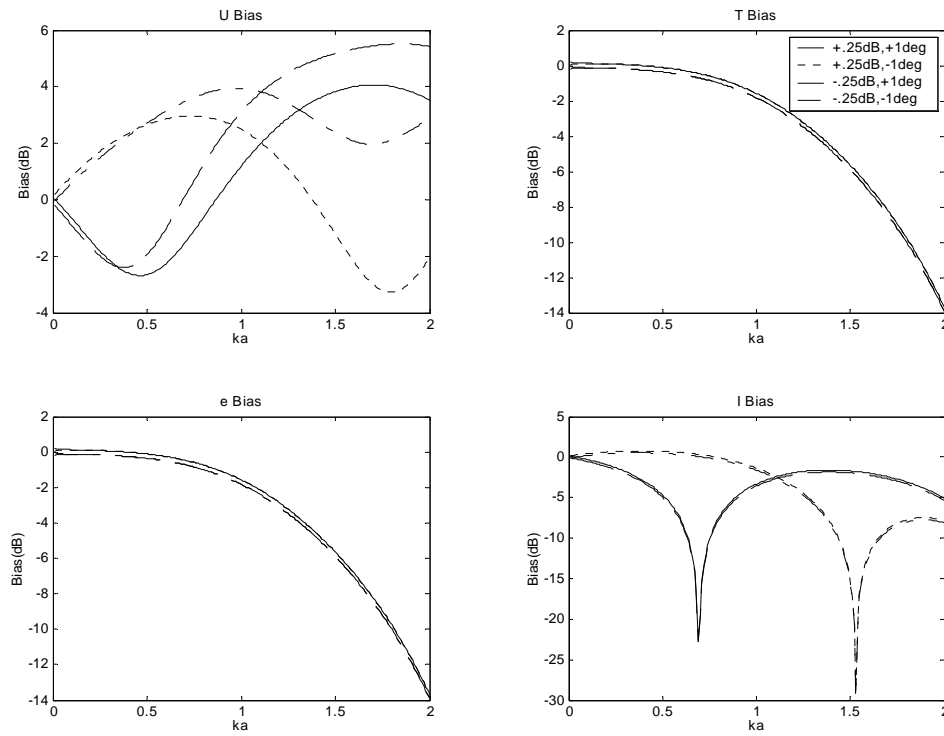 U Bias
6
4
2
0
-2
-4
Bias(dB)
0 0.5 1 1.5 2
ka
T Bias
2
0
-2
-4
-6
-8
-10
-12
-14
Bias(dB)
0 0.5 1 1.5 2
ka
+.25dB,+1deg
+.25dB,-1deg
-.25dB,+1deg
-.25dB,-1deg
e Bias
2
0
-2
-4
-6
-8
-10
-12
-14
Bias(dB)
0 0.5 1 1.5 2
ka
I Bias
5
0
-5
-10
-15
-20
-25
-30
Bias(dB)
0 0.5 1 1.5 2
ka